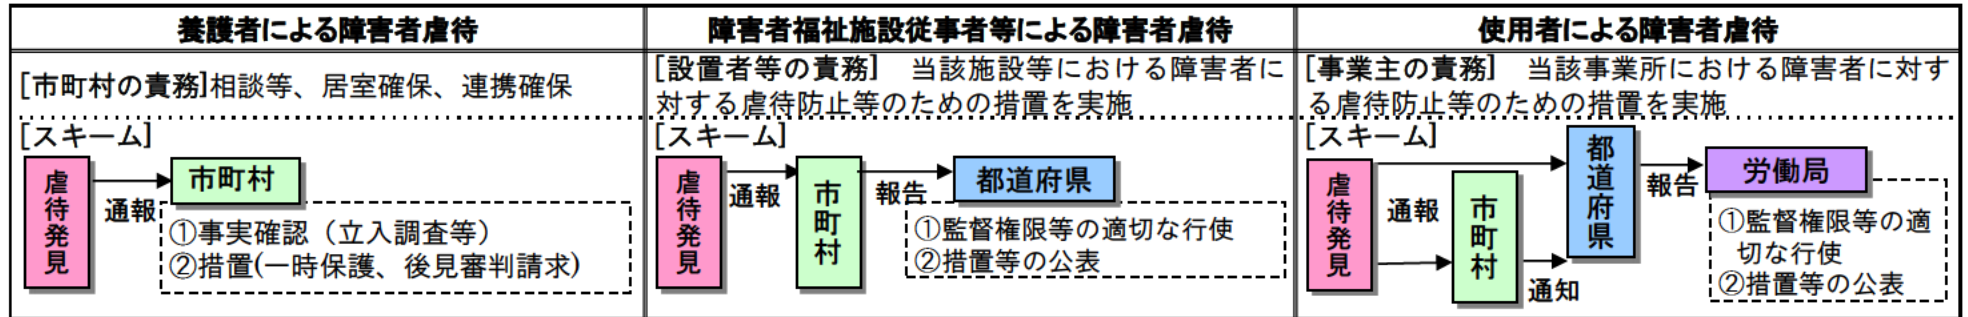 養護者による障害者虐待
[市町村の責務]相談等、居室確保、連携確保
[スキーム]
虐待発見
通報
市町村
①事実確認（立入調査等）
②措置(一時保護、後見審判請求)
障害者福祉施設従事者等による障害者虐待
[設置者等の責務]　当該施設等における障害者に
対する虐待防止等のための措置を実施
[スキーム]
虐待発見
通報
市町村
報告
都道府県
①監督権限等の適切な行使
②措置等の公表
使用者による障害者虐待
[事業主の責務]　当該事業所における障害者に対す
る虐待防止等のための措置を実施
[スキーム]
虐待発見
通報
市町村
通知
都道府県
報告
労働局
①監督権限等の適
切な行使
②措置等の公表